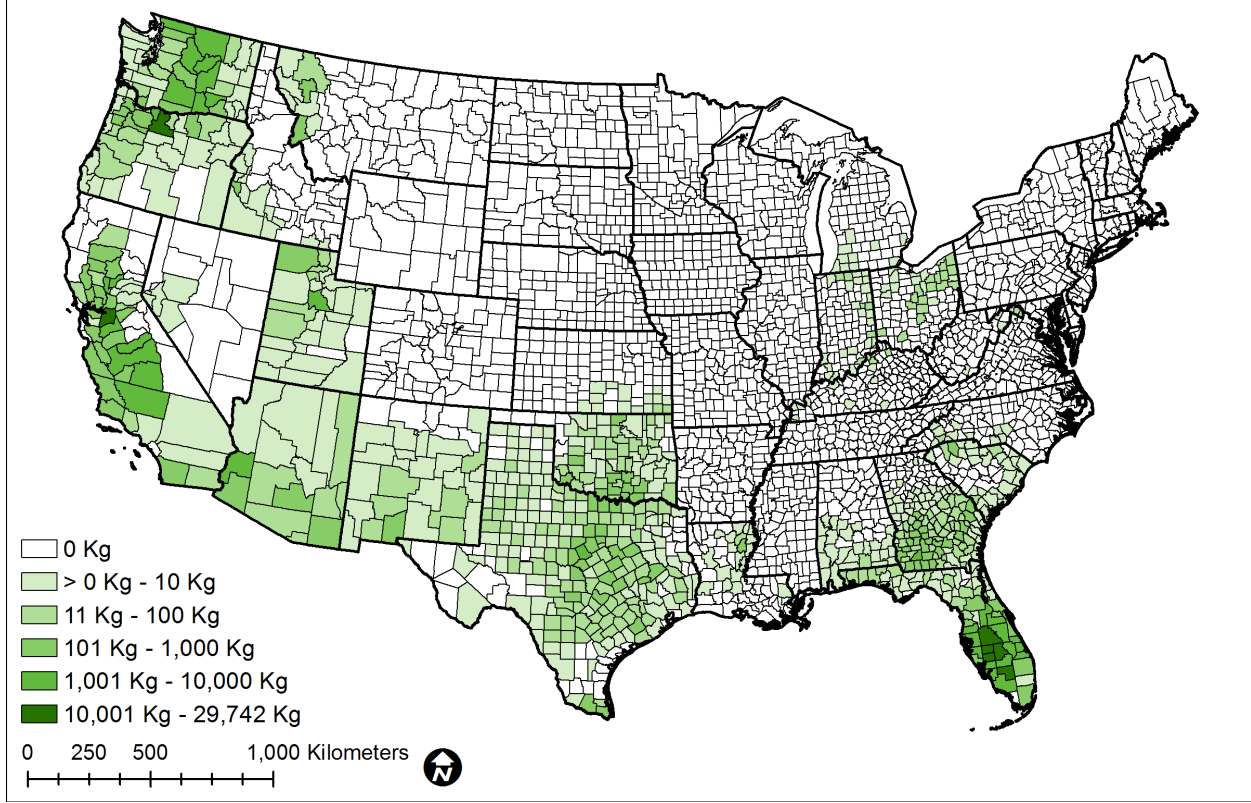 0 Kg
> 0 Kg - 10 Kg
11 Kg - 100 Kg
101 Kg - 1,000 Kg
1,001 Kg - 10,000 Kg
10,001 Kg - 29,742 Kg
0 250 500 1,000 Kilometers
N